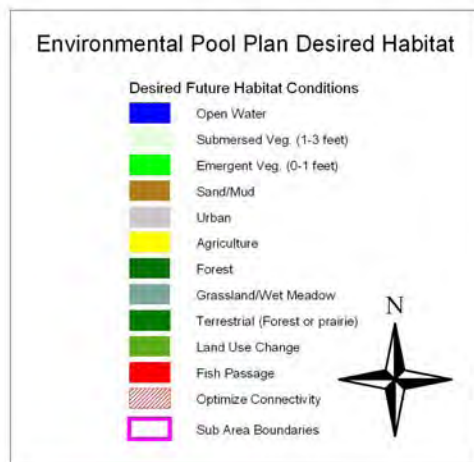 Environmental Pool Plan Desired Habitat
Desired Future Habitat Conditions
Open Water
Submersed Veg. (1-3 feet)
Emergent Veg. (0-1 feet)
Sand/Mud
Urban
Agriculture
Forest
Grassland/Wet Meadow
Terrestrial (Forest or prairie)
Land Use Change
Fish Passage
Optimize Connectivity
Sub Area Boundaries
N